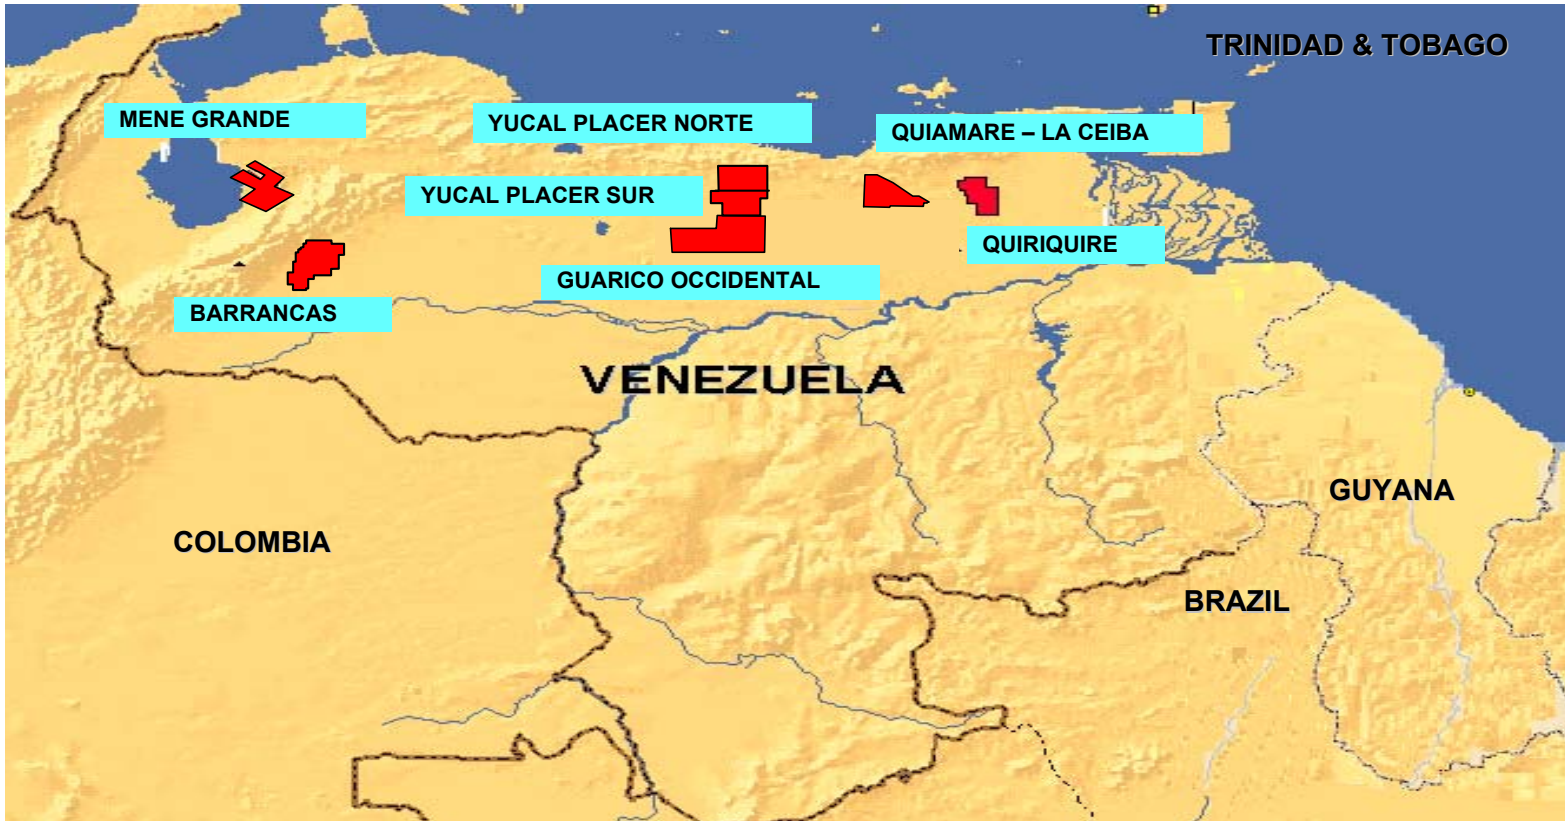 TRINIDAD & TOBAGO
MENE GRANDE
YUCAL PLACER NORTE
QUIAMARE – LA CEIBA
YUCAL PLACER SUR
QUIRIQUIRE
GUARICO OCCIDENTAL
BARRANCAS
VENEZUELA
GUYANA
COLOMBIA
BRAZIL